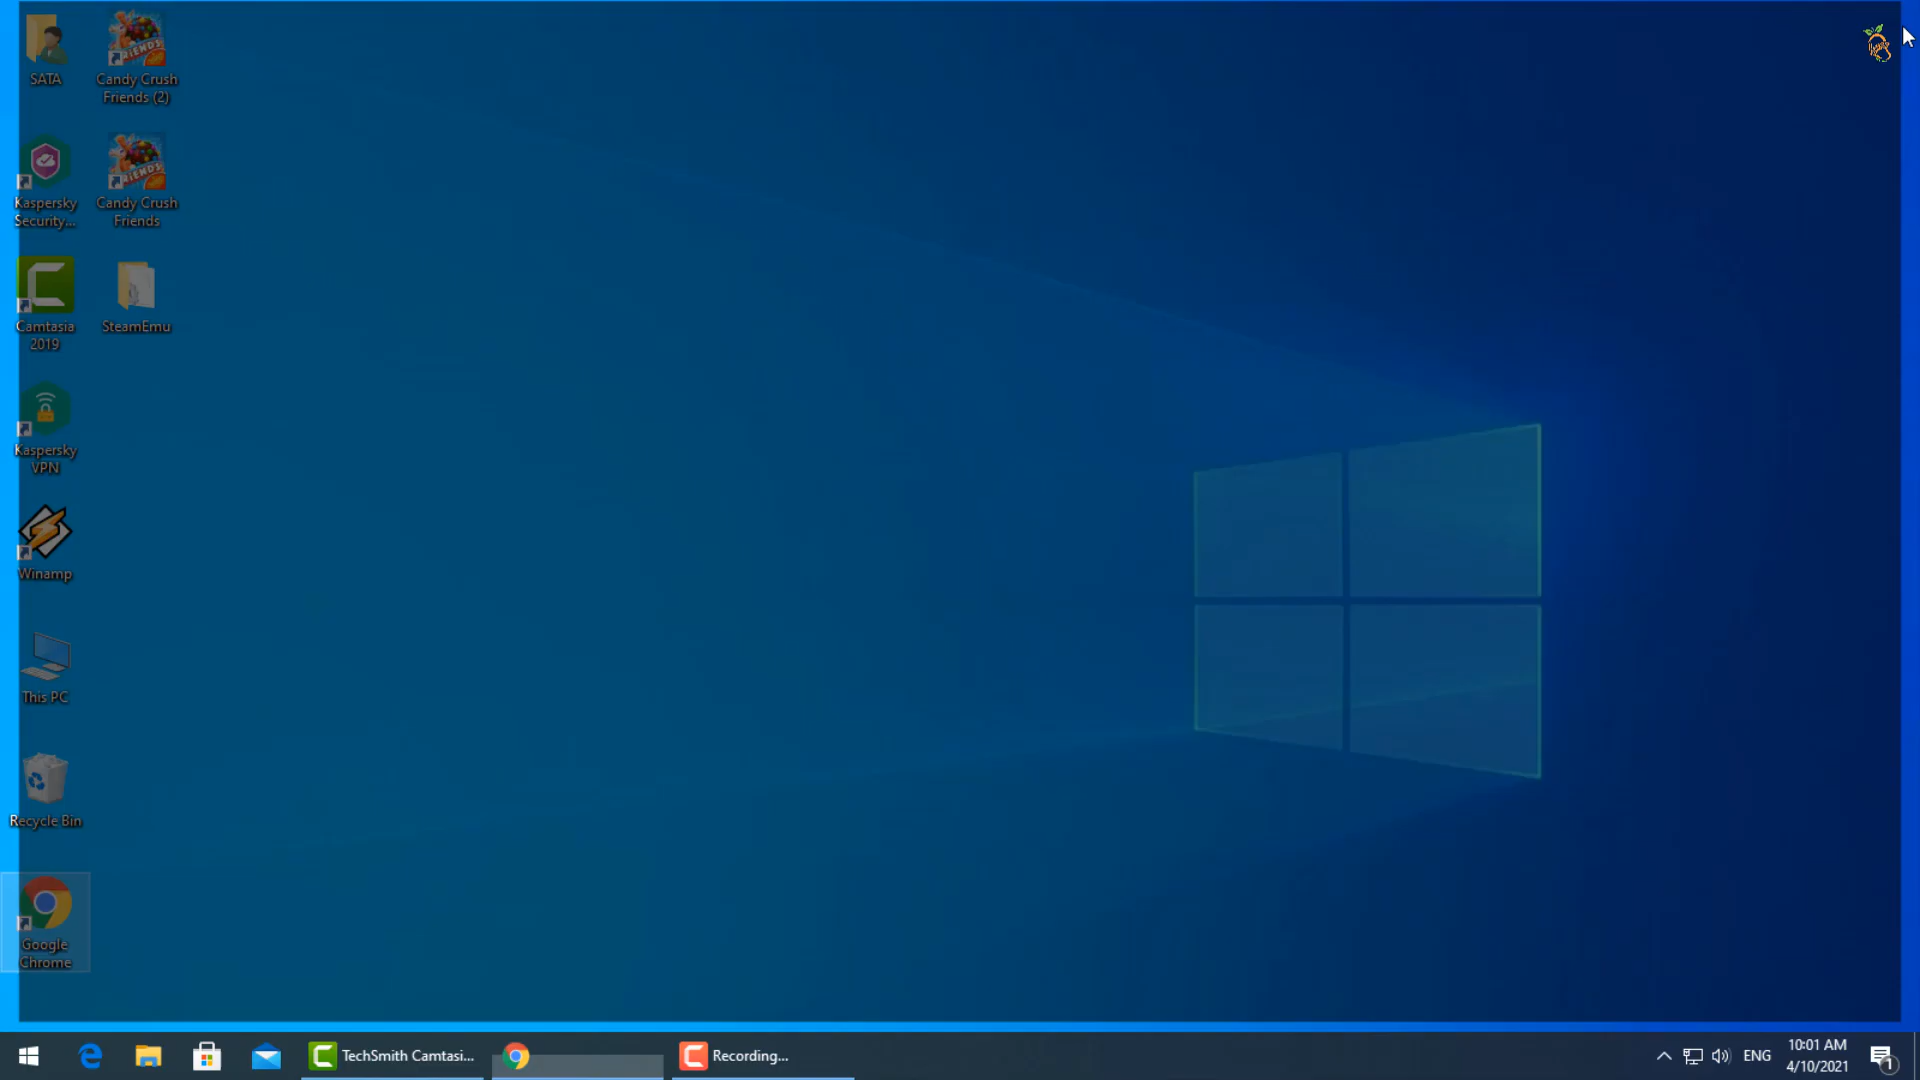 SATA
Candy Crush
Friends (2)
Kaspersky
Security...
Candy Crush
Friends
Camtasia
2019
SteamEmu
Kaspersky
VPN
Winamp
This PC
Recycle Bin
Google
Chrome
TechSmith Camtasi...
Recording...
ENG
10:01 AM
4/10/2021
1